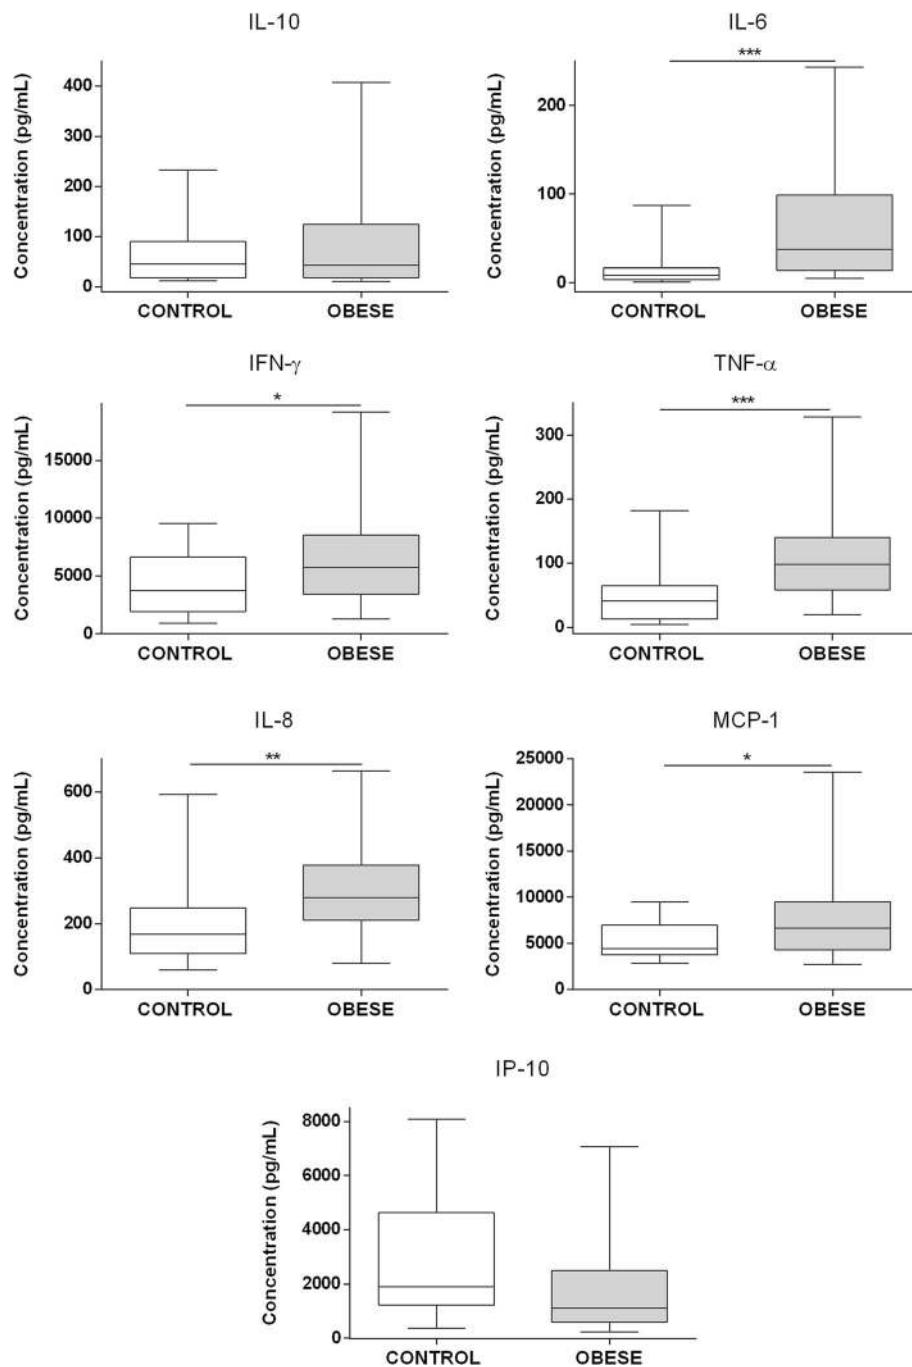 IL-10
Concentration (pg/mL)
400
300
200
100
0
CONTROL
OBESE
IL-6
***
Concentration (pg/mL)
200
100
0
CONTROL
OBESE
IFN-γ
*
Concentration (pg/mL)
15000
10000
5000
0
CONTROL
OBESE
TNF-α
***
Concentration (pg/mL)
300
200
100
0
CONTROL
OBESE
IL-8
**
Concentration (pg/mL)
600
400
200
0
CONTROL
OBESE
MCP-1
*
Concentration (pg/mL)
25000
20000
15000
10000
5000
0
CONTROL
OBESE
IP-10
Concentration (pg/mL)
8000
6000
4000
2000
0
CONTROL
OBESE